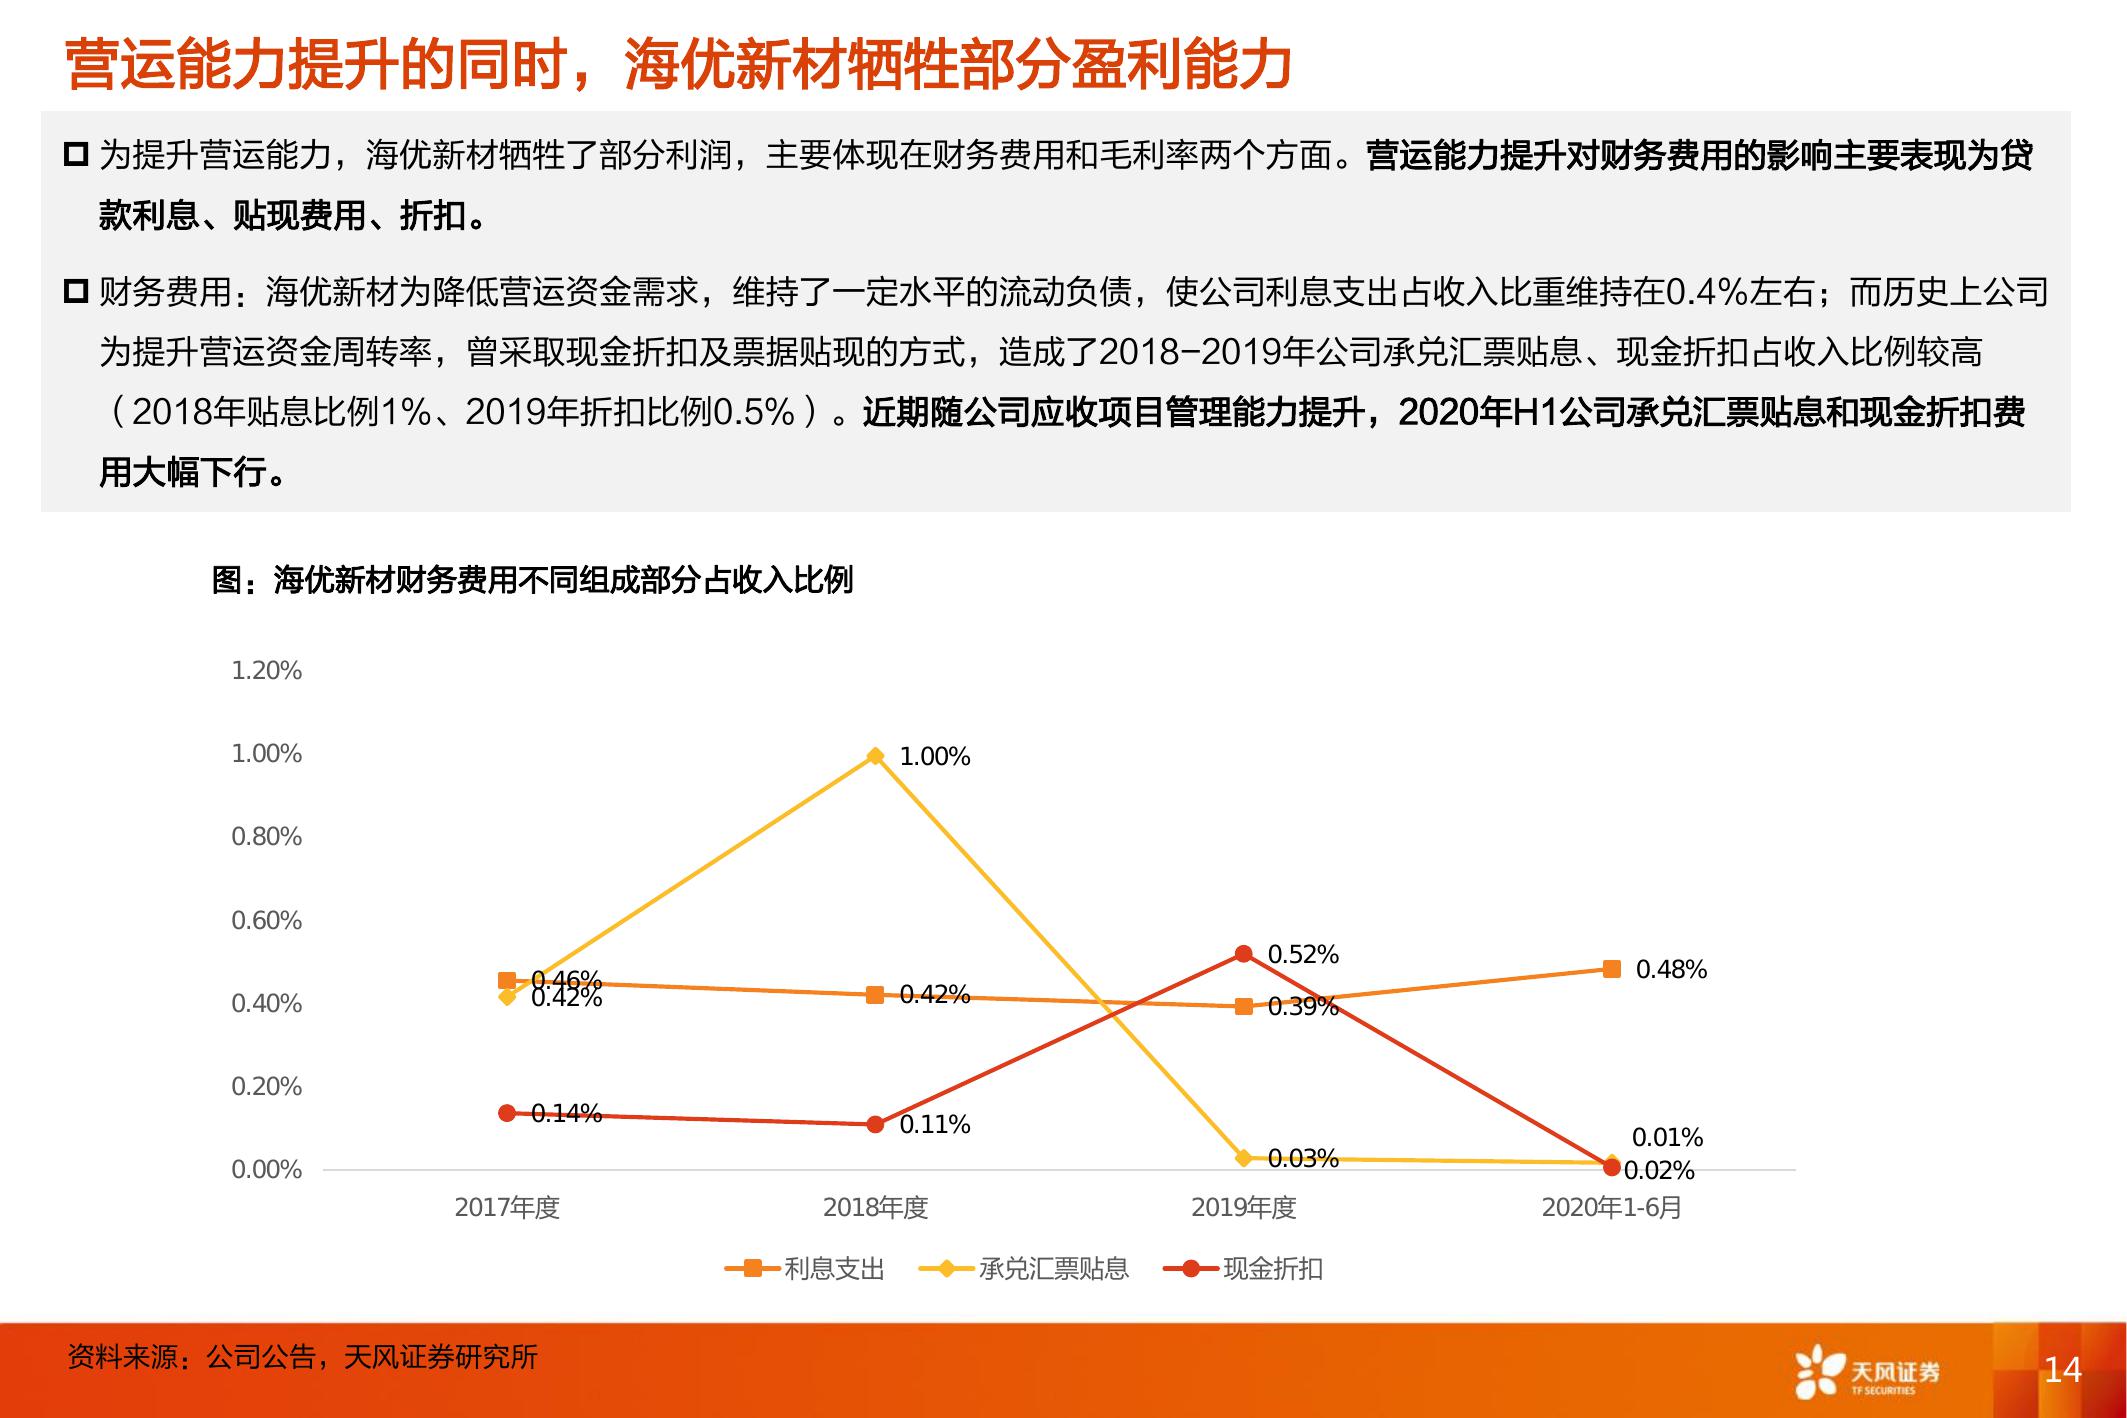 营运能力提升的同时，海优新材牺牲部分盈利能力
为提升营运能力，海优新材牺牲了部分利润，主要体现在财务费用和毛利率两个方面。营运能力提升对财务费用的影响主要表现为贷
款利息、贴现费用、折扣。
财务费用：海优新材为降低营运资金需求，维持了一定水平的流动负债，使公司利息支出占收入比重维持在0.4%左右；而历史上公司
为提升营运资金周转率，曾采取现金折扣及票据贴现的方式，造成了2018-2019年公司承兑汇票贴息、现金折扣占收入比例较高
（2018年贴息比例1%、2019年折扣比例0.5%）。近期随公司应收项目管理能力提升，2020年H1公司承兑汇票贴息和现金折扣费
用大幅下行。
图：海优新材财务费用不同组成部分占收入比例
1.20%
1.00%
0.80%
0.60%
0.40%
0.20%
0.00%
0.46%
0.42%
0.14%
1.00%
0.42%
0.11%
0.52%
0.39%
0.03%
0.48%
0.01%
0.02%
2017年度 2018年度 2019年度 2020年1-6月
利息支出 承兑汇票贴息 现金折扣
资料来源：公司公告，天风证券研究所
天风证券
TF SECURITIES
14